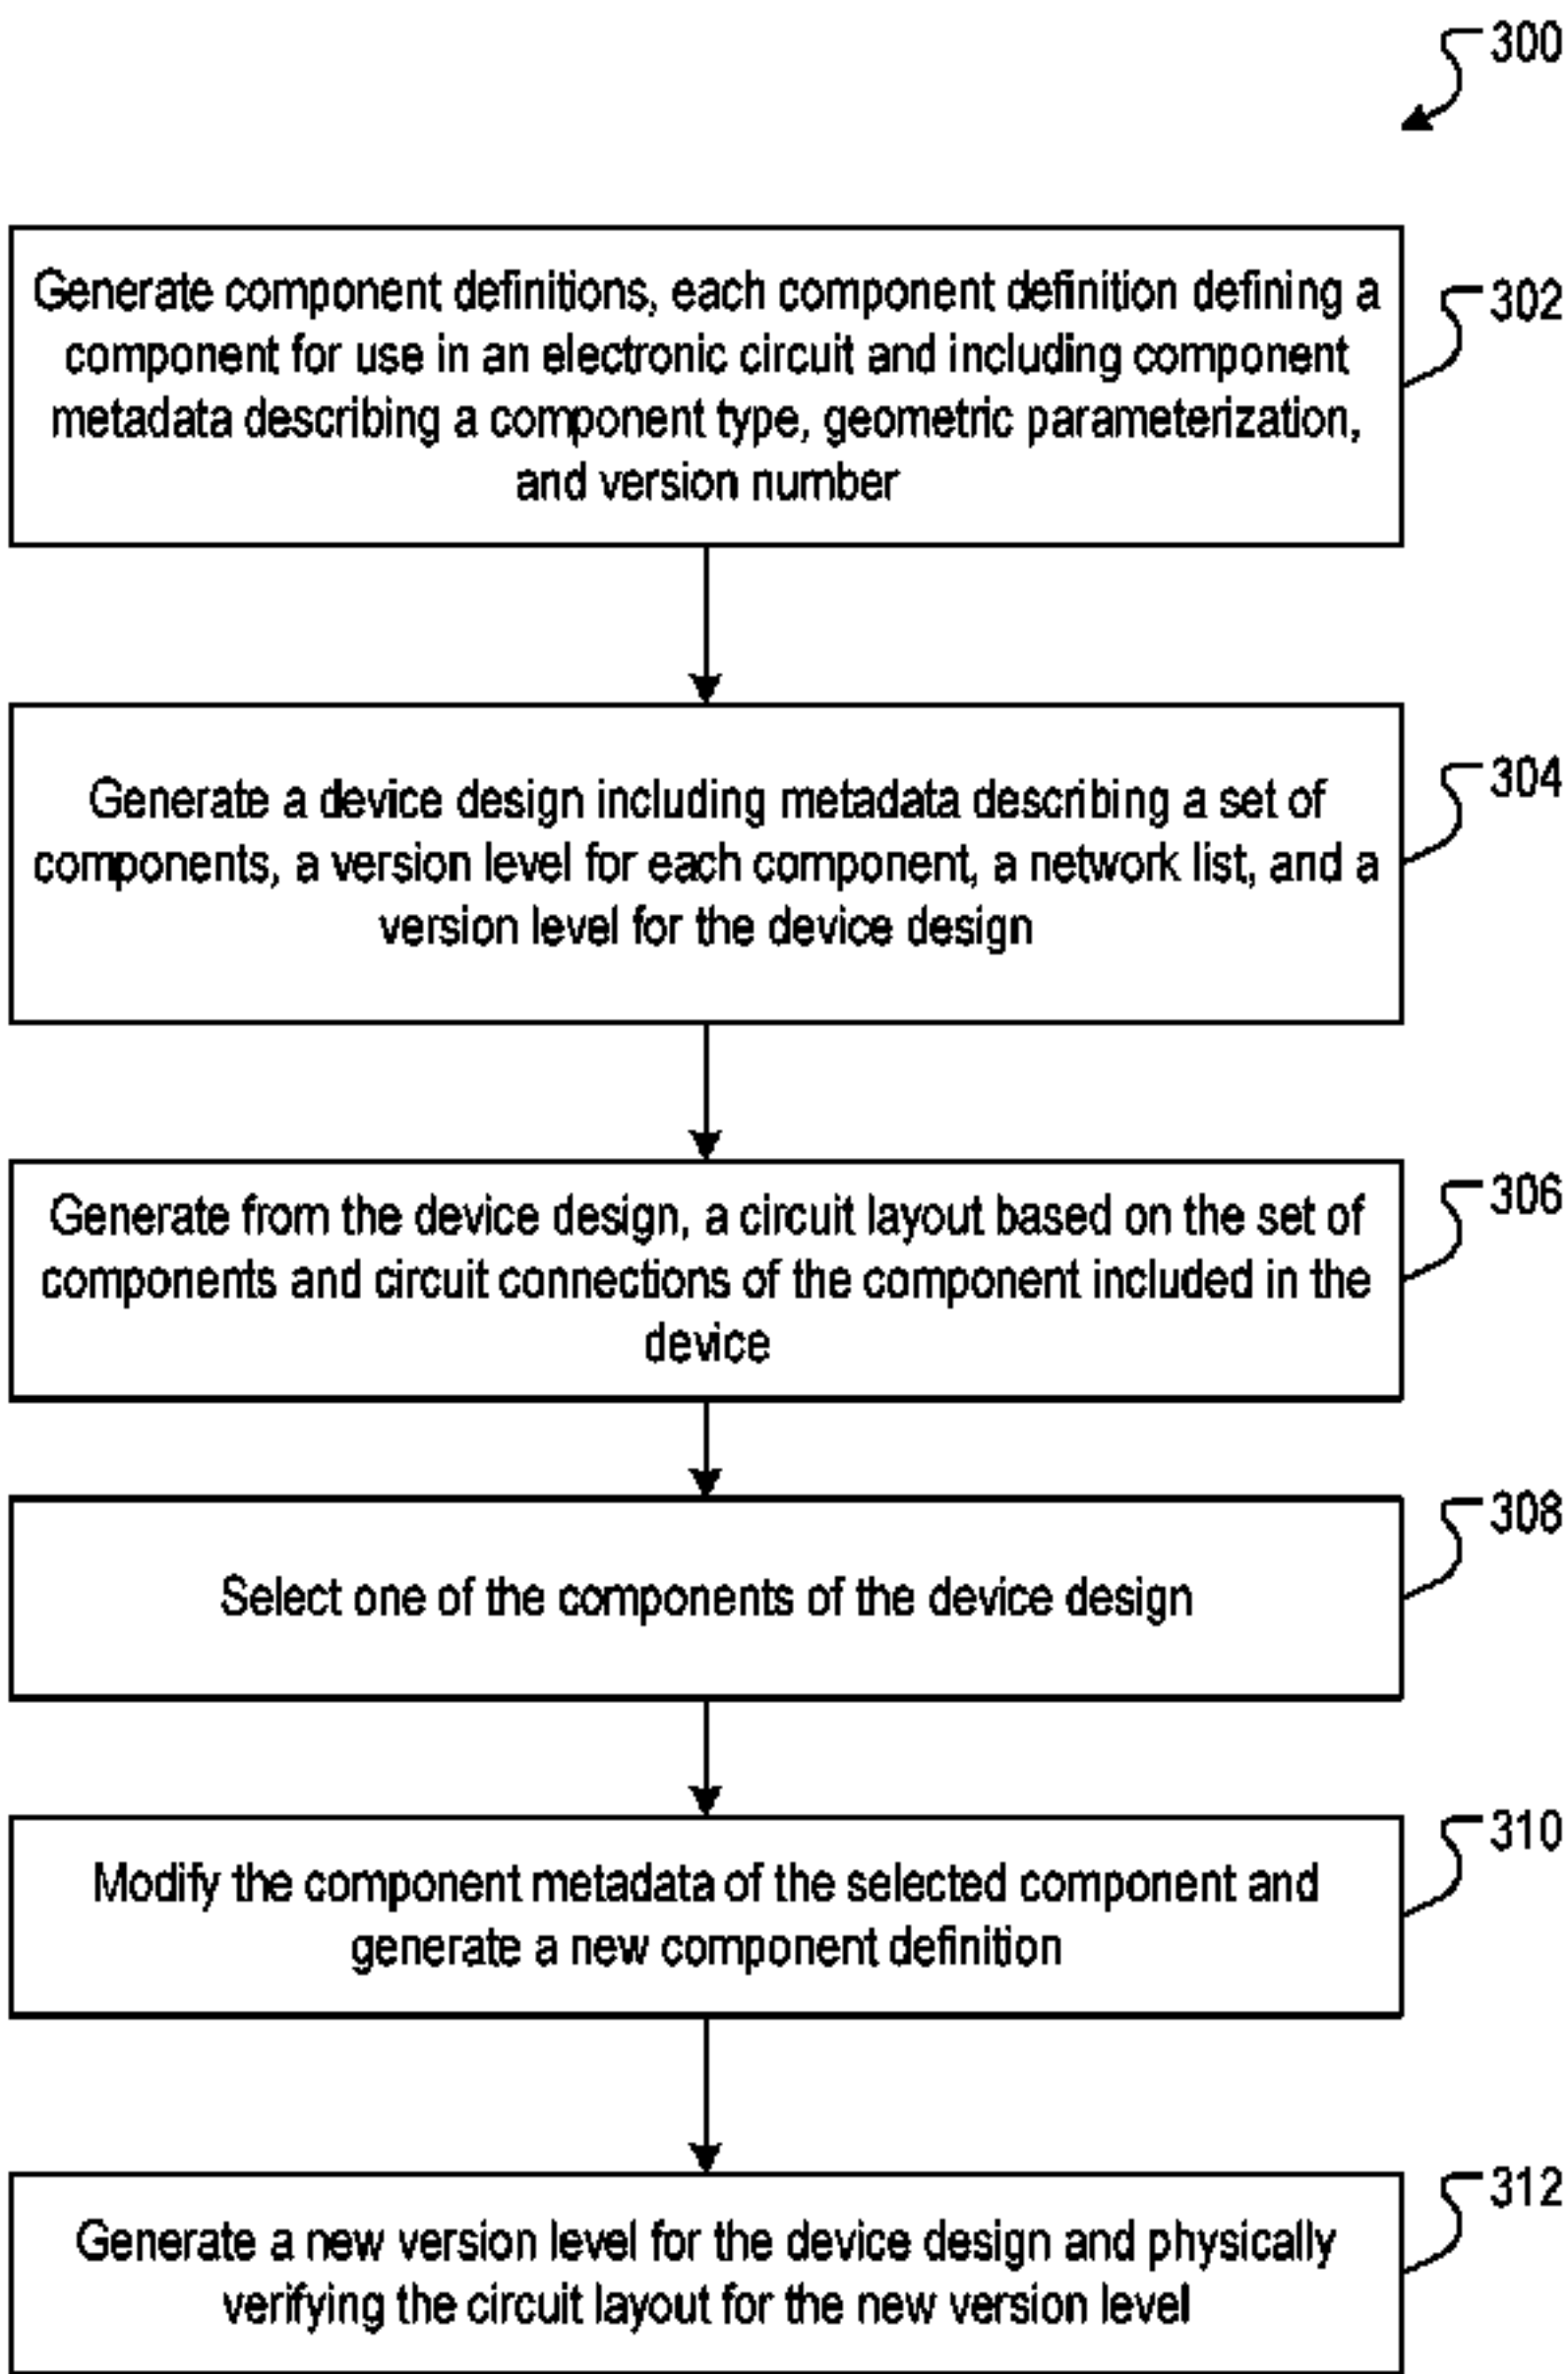 300
Generate component definitions, each component definition defining a
component for use in an electronic circuit and including component
metadata describing a component type, geometric parameterization,
and version number
302
Generate a device design including metadata describing a set of
components, a version level for each component, a network list, and a
version level for the device design
304
Generate from the device design, a circuit layout based on the set of
components and circuit connections of the component included in the
device
306
Select one of the components of the device design
308
Modify the component metadata of the selected component and
generate a new component definition
310
Generate a new version level for the device design and physically
verifying the circuit layout for the new version level
312